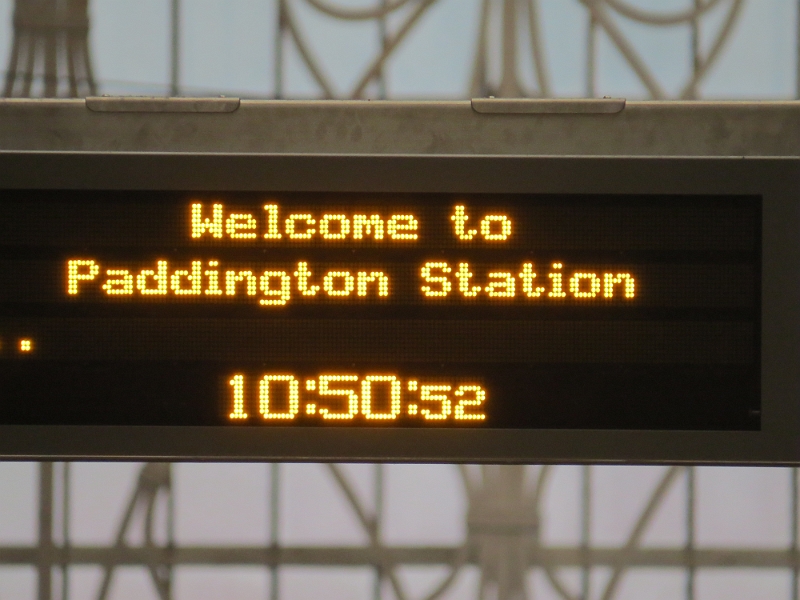 Welcome to
Paddington Station
..
10:50:52